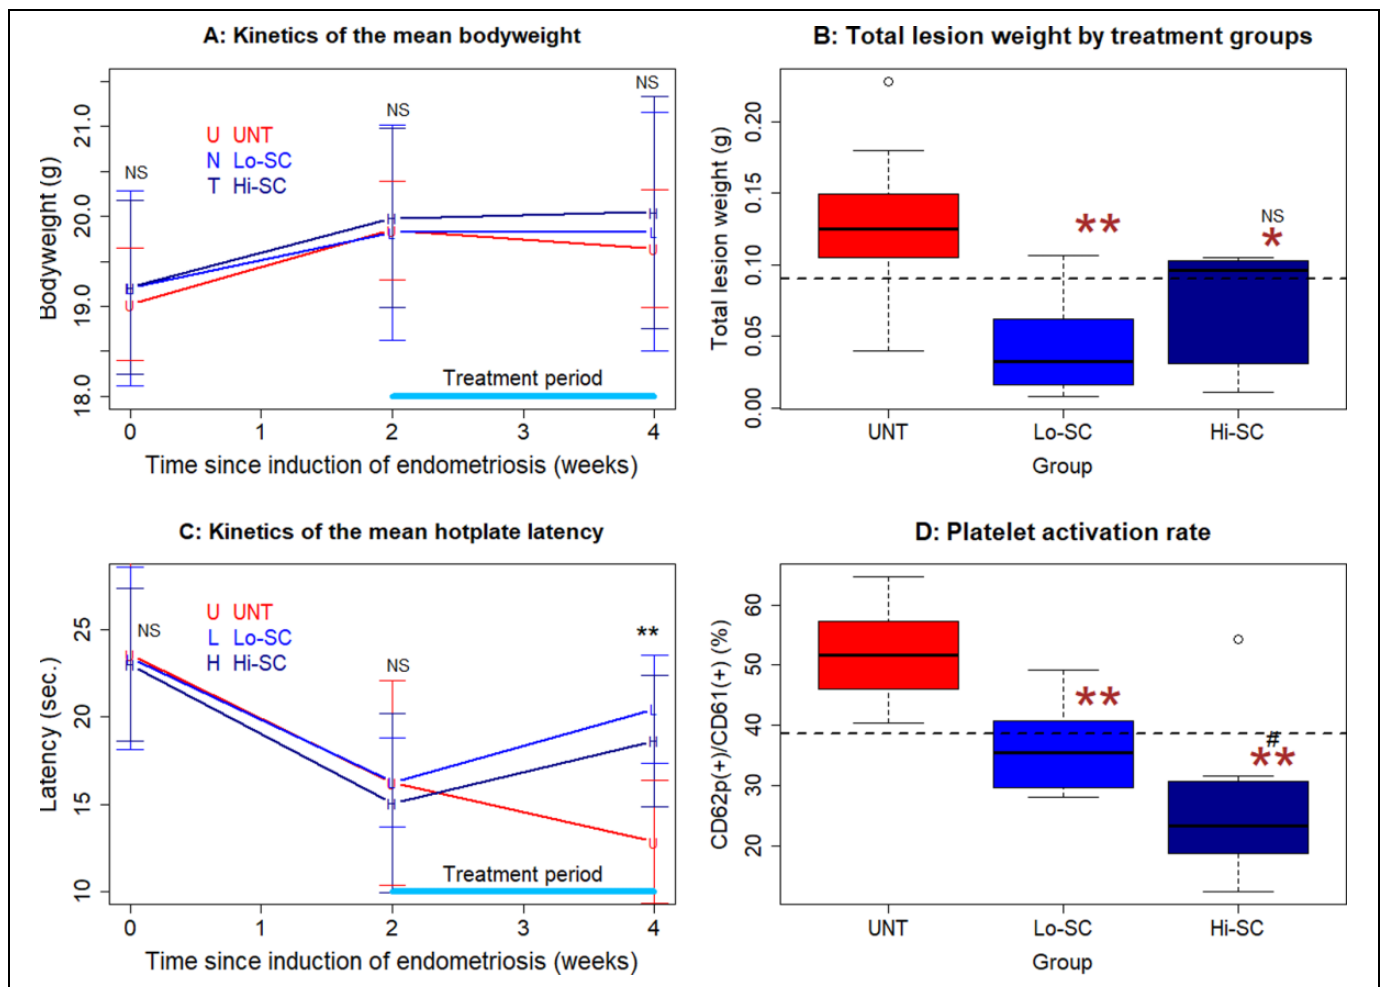 A: Kinetics of the mean bodyweight
Bodyweight (g)
21.0
20.0
19.0
18.0
NS
NS
NS
U UNT
N Lo-SC
T Hi-SC
H
U
H
U
H
L
U
Treatment period
0 1 2 3 4
Time since induction of endometriosis (weeks)
B: Total lesion weight by treatment groups
Total lesion weight (g)
0.20
0.15
0.10
0.05
0.00
**
NS
*
UNT Lo-SC Hi-SC
Group
C: Kinetics of the mean hotplate latency
Latency (sec.)
25
20
15
10
NS
NS
**
U UNT
L Lo-SC
H Hi-SC
U
H
U
H
L
H
U
Treatment period
0 1 2 3 4
Time since induction of endometriosis (weeks)
D: Platelet activation rate
CD62p(+)/CD61(+) (%)
60
50
40
30
20
**
#
**
UNT Lo-SC Hi-SC
Group